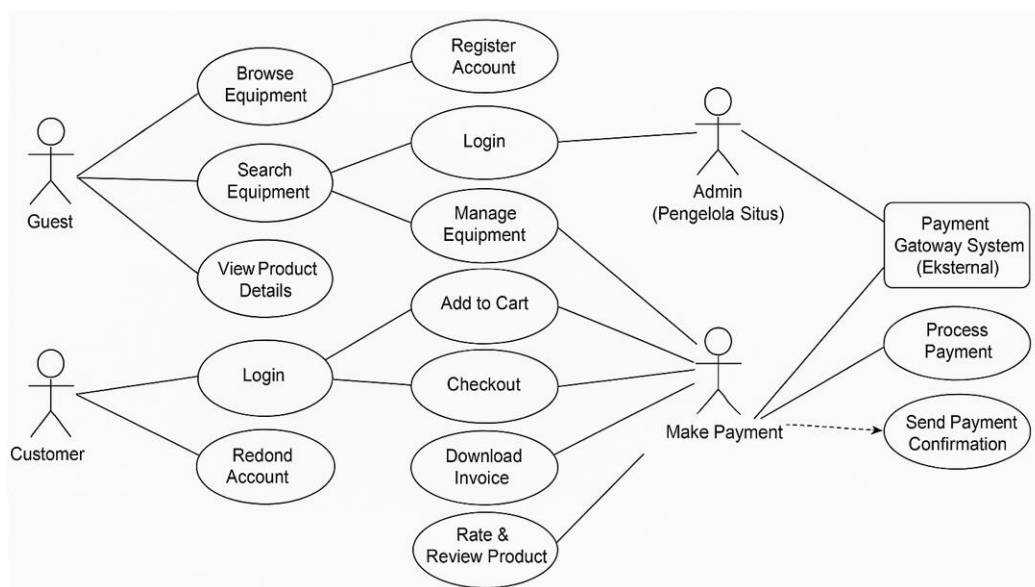 Guest
Browse
Equipment
Search
Equipment
View Product
Details
Register
Account
Login
Manage
Equipment
Admin
(Pengelola Situs)
Payment
Gatoway System
(Eksternal)
Customer
Login
Redond
Account
Add to Cart
Checkout
Download
Invoice
Rate &
Review Product
Make Payment
Process
Payment
Send Payment
Confirmation